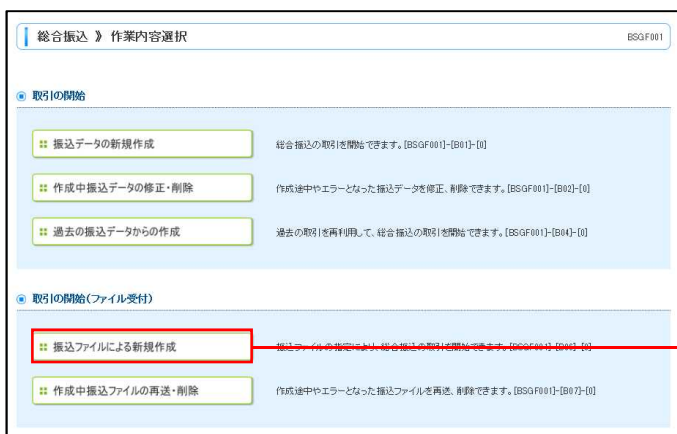 総合振込 》 作業内容選択 BSGF001
取引の開始
振込データの新規作成 総合振込の取引を開始できます。[BSGF001]-[B01]-[0]
作成中振込データの修正・削除 作成途中やエラーとなった振込データを修正、削除できます。[BSGF001]-[B02]-[0]
過去の振込データからの作成 過去の取引を再利用して、総合振込の取引を開始できます。[BSGF001]-[B04]-[0]
取引の開始(ファイル受付)
振込ファイルによる新規作成 振込ファイルの指定により、総合振込の取引を開始できます。[BSGF001]-[B06]-[0]
作成中振込ファイルの再送・削除 作成途中やエラーとなった振込ファイルを再送、削除できます。[BSGF001]-[B07]-[0]